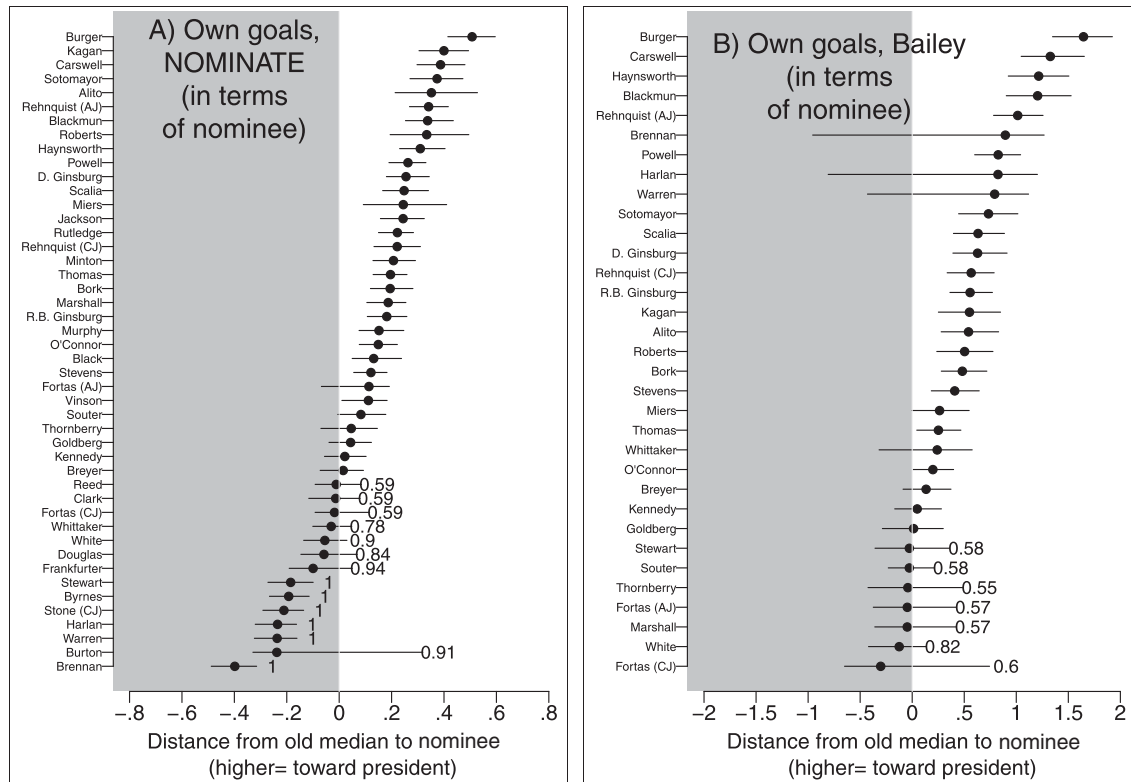 A) Own goals,
NOMINATE
(in terms
of nominee)
Burger
Kagan
Carswell
Sotomayor
Alito
Rehnquist (AJ)
Blackmun
Roberts
Haynsworth
Powell
D. Ginsburg
Scalia
Miers
Jackson
Rutledge
Rehnquist (CJ)
Minton
Thomas
Bork
Marshall
R.B. Ginsburg
Murphy
O'Connor
Black
Stevens
Fortas (AJ)
Vinson
Souter
Thornberry
Goldberg
Kennedy
Breyer
Reed 0.59
Clark 0.59
Fortas (CJ) 0.59
Whittaker 0.78
White 0.9
Douglas 0.84
Frankfurter 0.94
Stewart 1
Byrnes 1
Stone (CJ) 1
Harlan 1
Warren 1
Burton 0.91
Brennan 1
−.8 −.6 −.4 −.2 0 .2 .4 .6 .8
Distance from old median to nominee
(higher= toward president)
B) Own goals, Bailey
(in terms
of nominee)
Burger
Carswell
Haynsworth
Blackmun
Rehnquist (AJ)
Brennan
Powell
Harlan
Warren
Sotomayor
Scalia
D. Ginsburg
Rehnquist (CJ)
R.B. Ginsburg
Kagan
Alito
Roberts
Bork
Stevens
Miers
Thomas
Whittaker
O'Connor
Breyer
Kennedy
Goldberg
Stewart 0.58
Souter 0.58
Thornberry 0.55
Fortas (AJ) 0.57
Marshall 0.57
White 0.82
Fortas (CJ) 0.6
−2 −1.5 −1 −.5 0 .5 1 1.5 2
Distance from old median to nominee
(higher= toward president)